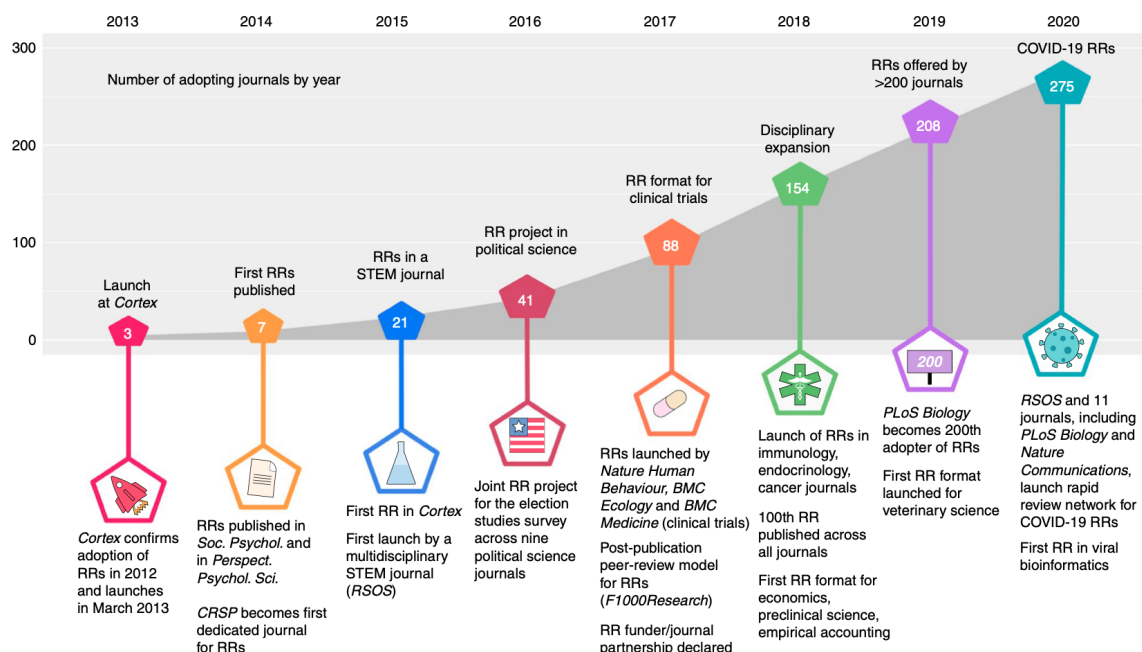 2013
2014
2015
2016
2017
2018
2019
2020
300
200
100
0
Number of adopting journals by year
Launch
at Cortex
3
Cortex confirms
adoption of
RRs in 2012
and launches
in March 2013
First RRs
published
7
RRs published in
Soc. Psychol. and
in Perspect.
Psychol. Sci.
CRSP becomes first
dedicated journal
for RRs
RRs in a
STEM journal
21
First RR in Cortex
First launch by a
multidisciplinary
STEM journal
(RSOS)
RR project in
political science
41
Joint RR project
for the election
studies survey
across nine
political science
journals
RR format for
clinical trials
88
RRs launched by
Nature Human
Behaviour, BMC
Ecology and BMC
Medicine (clinical trials)
Post-publication
peer-review model
for RRs
(F1000Research)
RR funder/journal
partnership declared
Disciplinary
expansion
154
Launch of RRs in
immunology,
endocrinology,
cancer journals
100th RR
published across
all journals
First RR format for
economics,
preclinical science,
empirical accounting
RRs offered by
>200 journals
208
200
PLoS Biology
becomes 200th
adopter of RRs
First RR format
launched for
veterinary science
COVID-19 RRs
275
RSOS and 11
journals, including
PLoS Biology and
Nature
Communications,
launch rapid
review network for
COVID-19 RRs
First RR in viral
bioinformatics